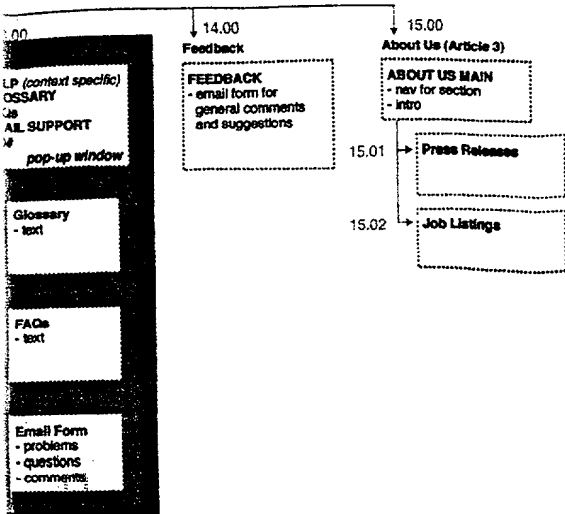 .00
LP (context specific)
OSSARY
Qs
AIL SUPPORT
pop-up window
Glossary
- text
FAQs
- text
Email Form
- problems
- questions
- comments
14.00
Feedback
FEEDBACK
- email form for
general comments
and suggestions
15.00
About Us (Article 3)
ABOUT US MAIN
- nav for section
- intro
15.01
Press Releases
15.02
Job Listings